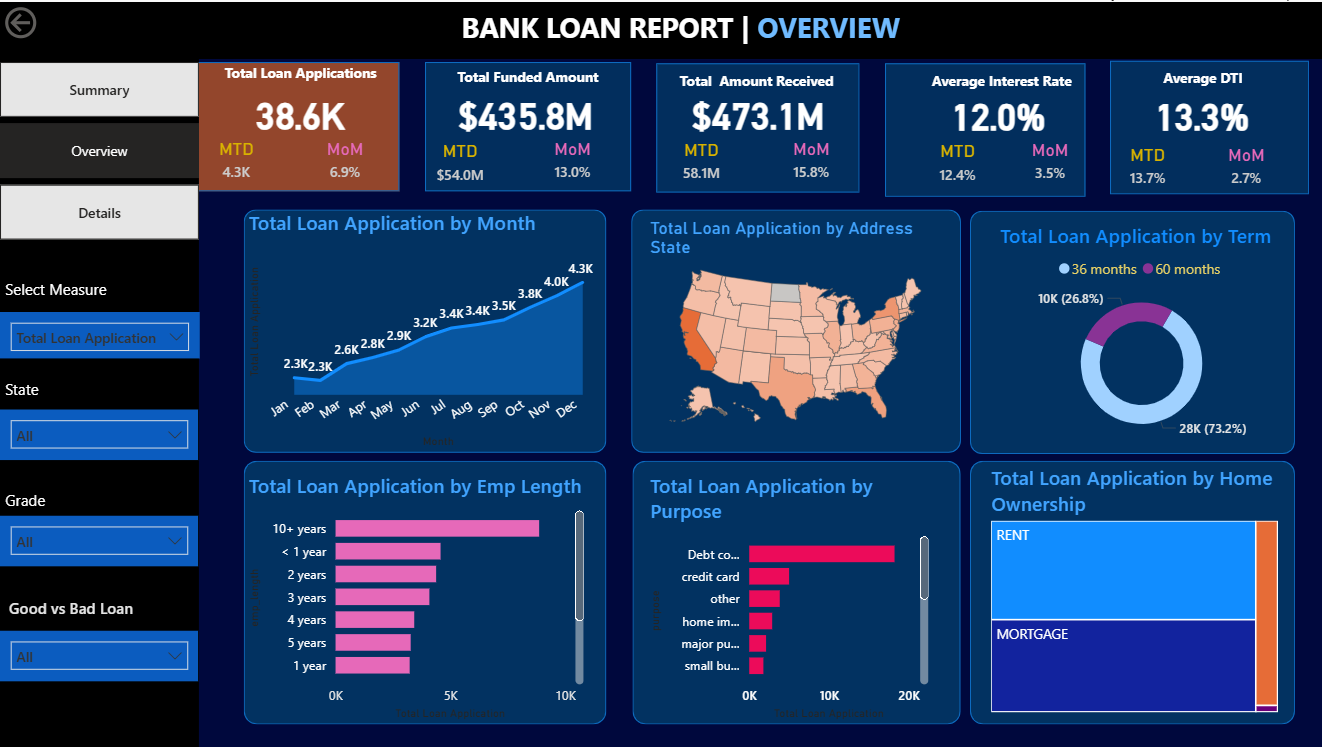 BANK LOAN REPORT | OVERVIEW
Summary
Overview
Details
Select Measure
Total Loan Application
State
All
Grade
All
Good vs Bad Loan
All
Total Loan Applications
38.6K
MTD MoM
4.3K 6.9%
Total Funded Amount
$435.8M
MTD MoM
$54.0M 13.0%
Total Amount Received
$473.1M
MTD MoM
58.1M 15.8%
Average Interest Rate
12.0%
MTD MoM
12.4% 3.5%
Average DTI
13.3%
MTD MoM
13.7% 2.7%
Total Loan Application by Month
2.3K 2.3K 2.6K 2.8K 2.9K 3.2K 3.4K 3.4K 3.5K 3.8K 4.0K 4.3K
Jan Feb Mar Apr May Jun Jul Aug Sep Oct Nov Dec
Total Loan Application by Address
State
Total Loan Application by Term
36 months 60 months
10K (26.8%)
28K (73.2%)
Total Loan Application by Emp Length
10+ years
< 1 year
2 years
3 years
4 years
5 years
1 year
0K 5K 10K
Total Loan Application by
Purpose
Debt co...
credit card
other
home im...
major pu...
small bu...
0K 10K 20K
Total Loan Application by Home
Ownership
RENT
MORTGAGE